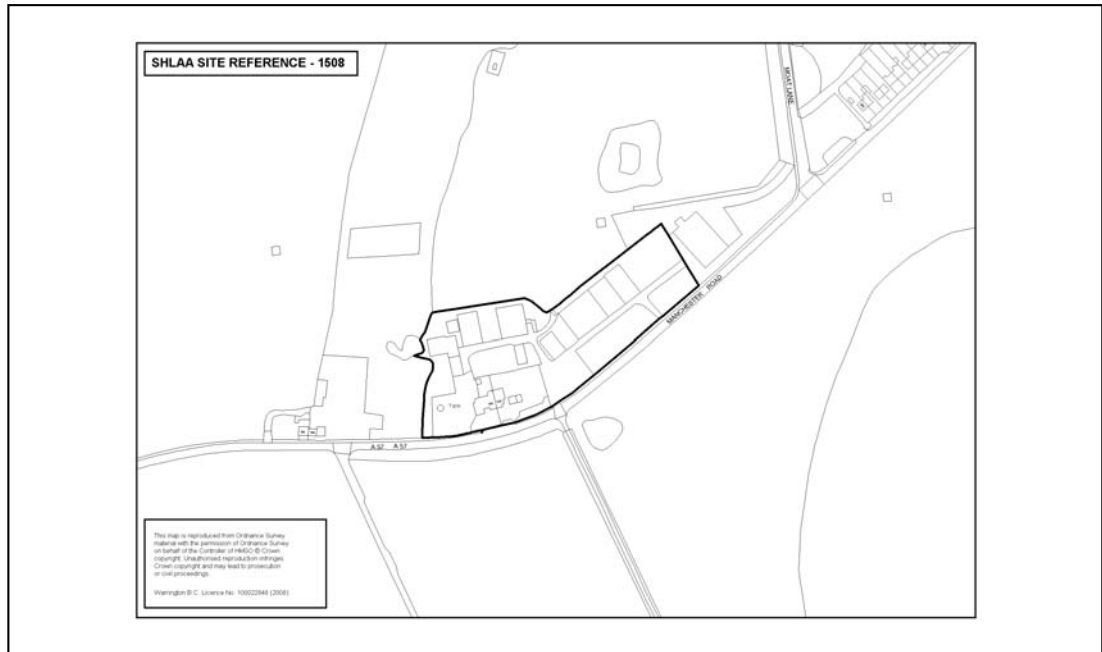 SHLAA SITE REFERENCE - 1508
MOAT LANE
MANCHESTER ROAD
Tank
A 57 A 57
This map is reproduced from Ordnance Survey
material with the permission of Ordnance Survey
on behalf of the Controller of HMSO © Crown
copyright. Unauthorised reproduction infringes
Crown copyright and may lead to prosecution
or civil proceedings.
Warrington B.C. Licence No. 100022848 (2008)